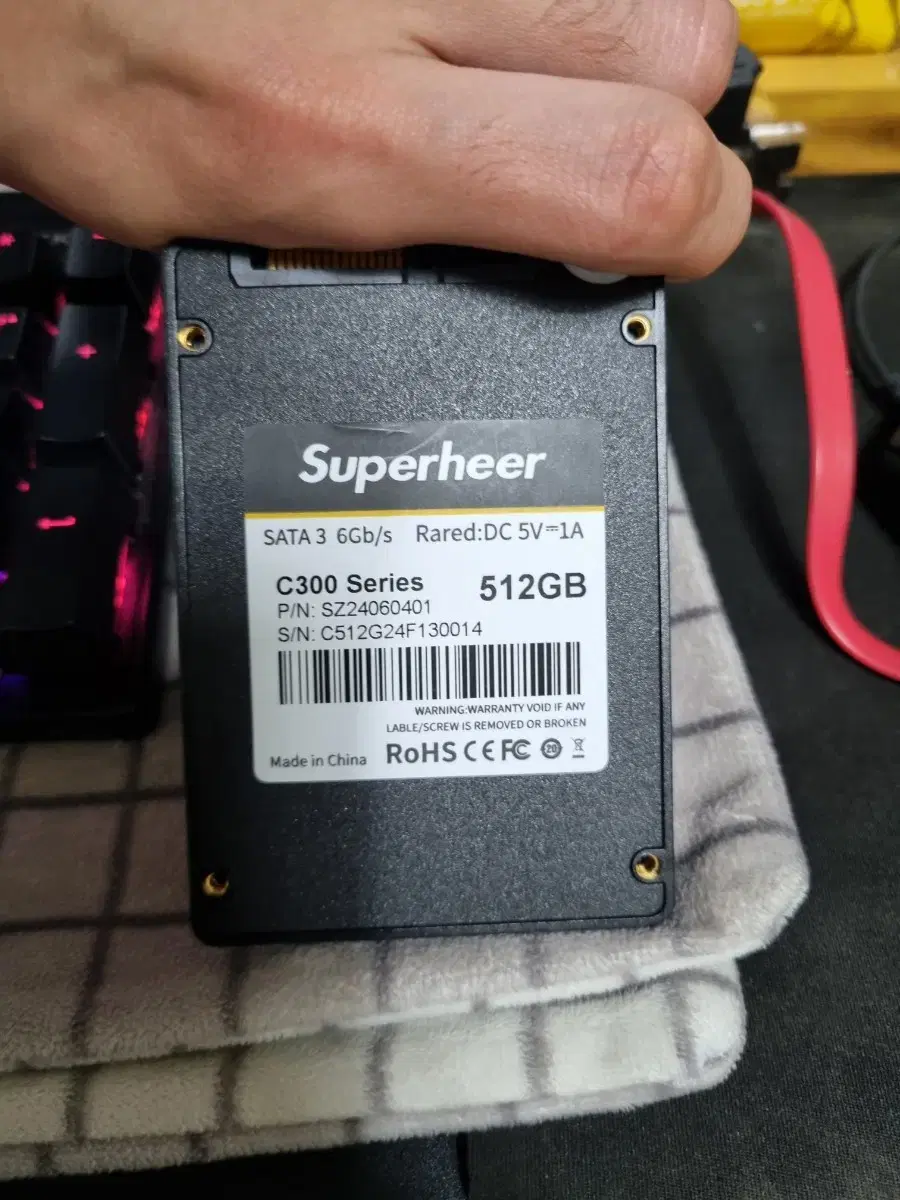 Superheer
SATA 3 6Gb/s Rared:DC 5V⎓1A
C300 Series 512GB
P/N: SZ24060401
S/N: C512G24F130014
WARNING:WARRANTY VOID IF ANY
LABLE/SCREW IS REMOVED OR BROKEN
Made in China RoHS CE FC 20